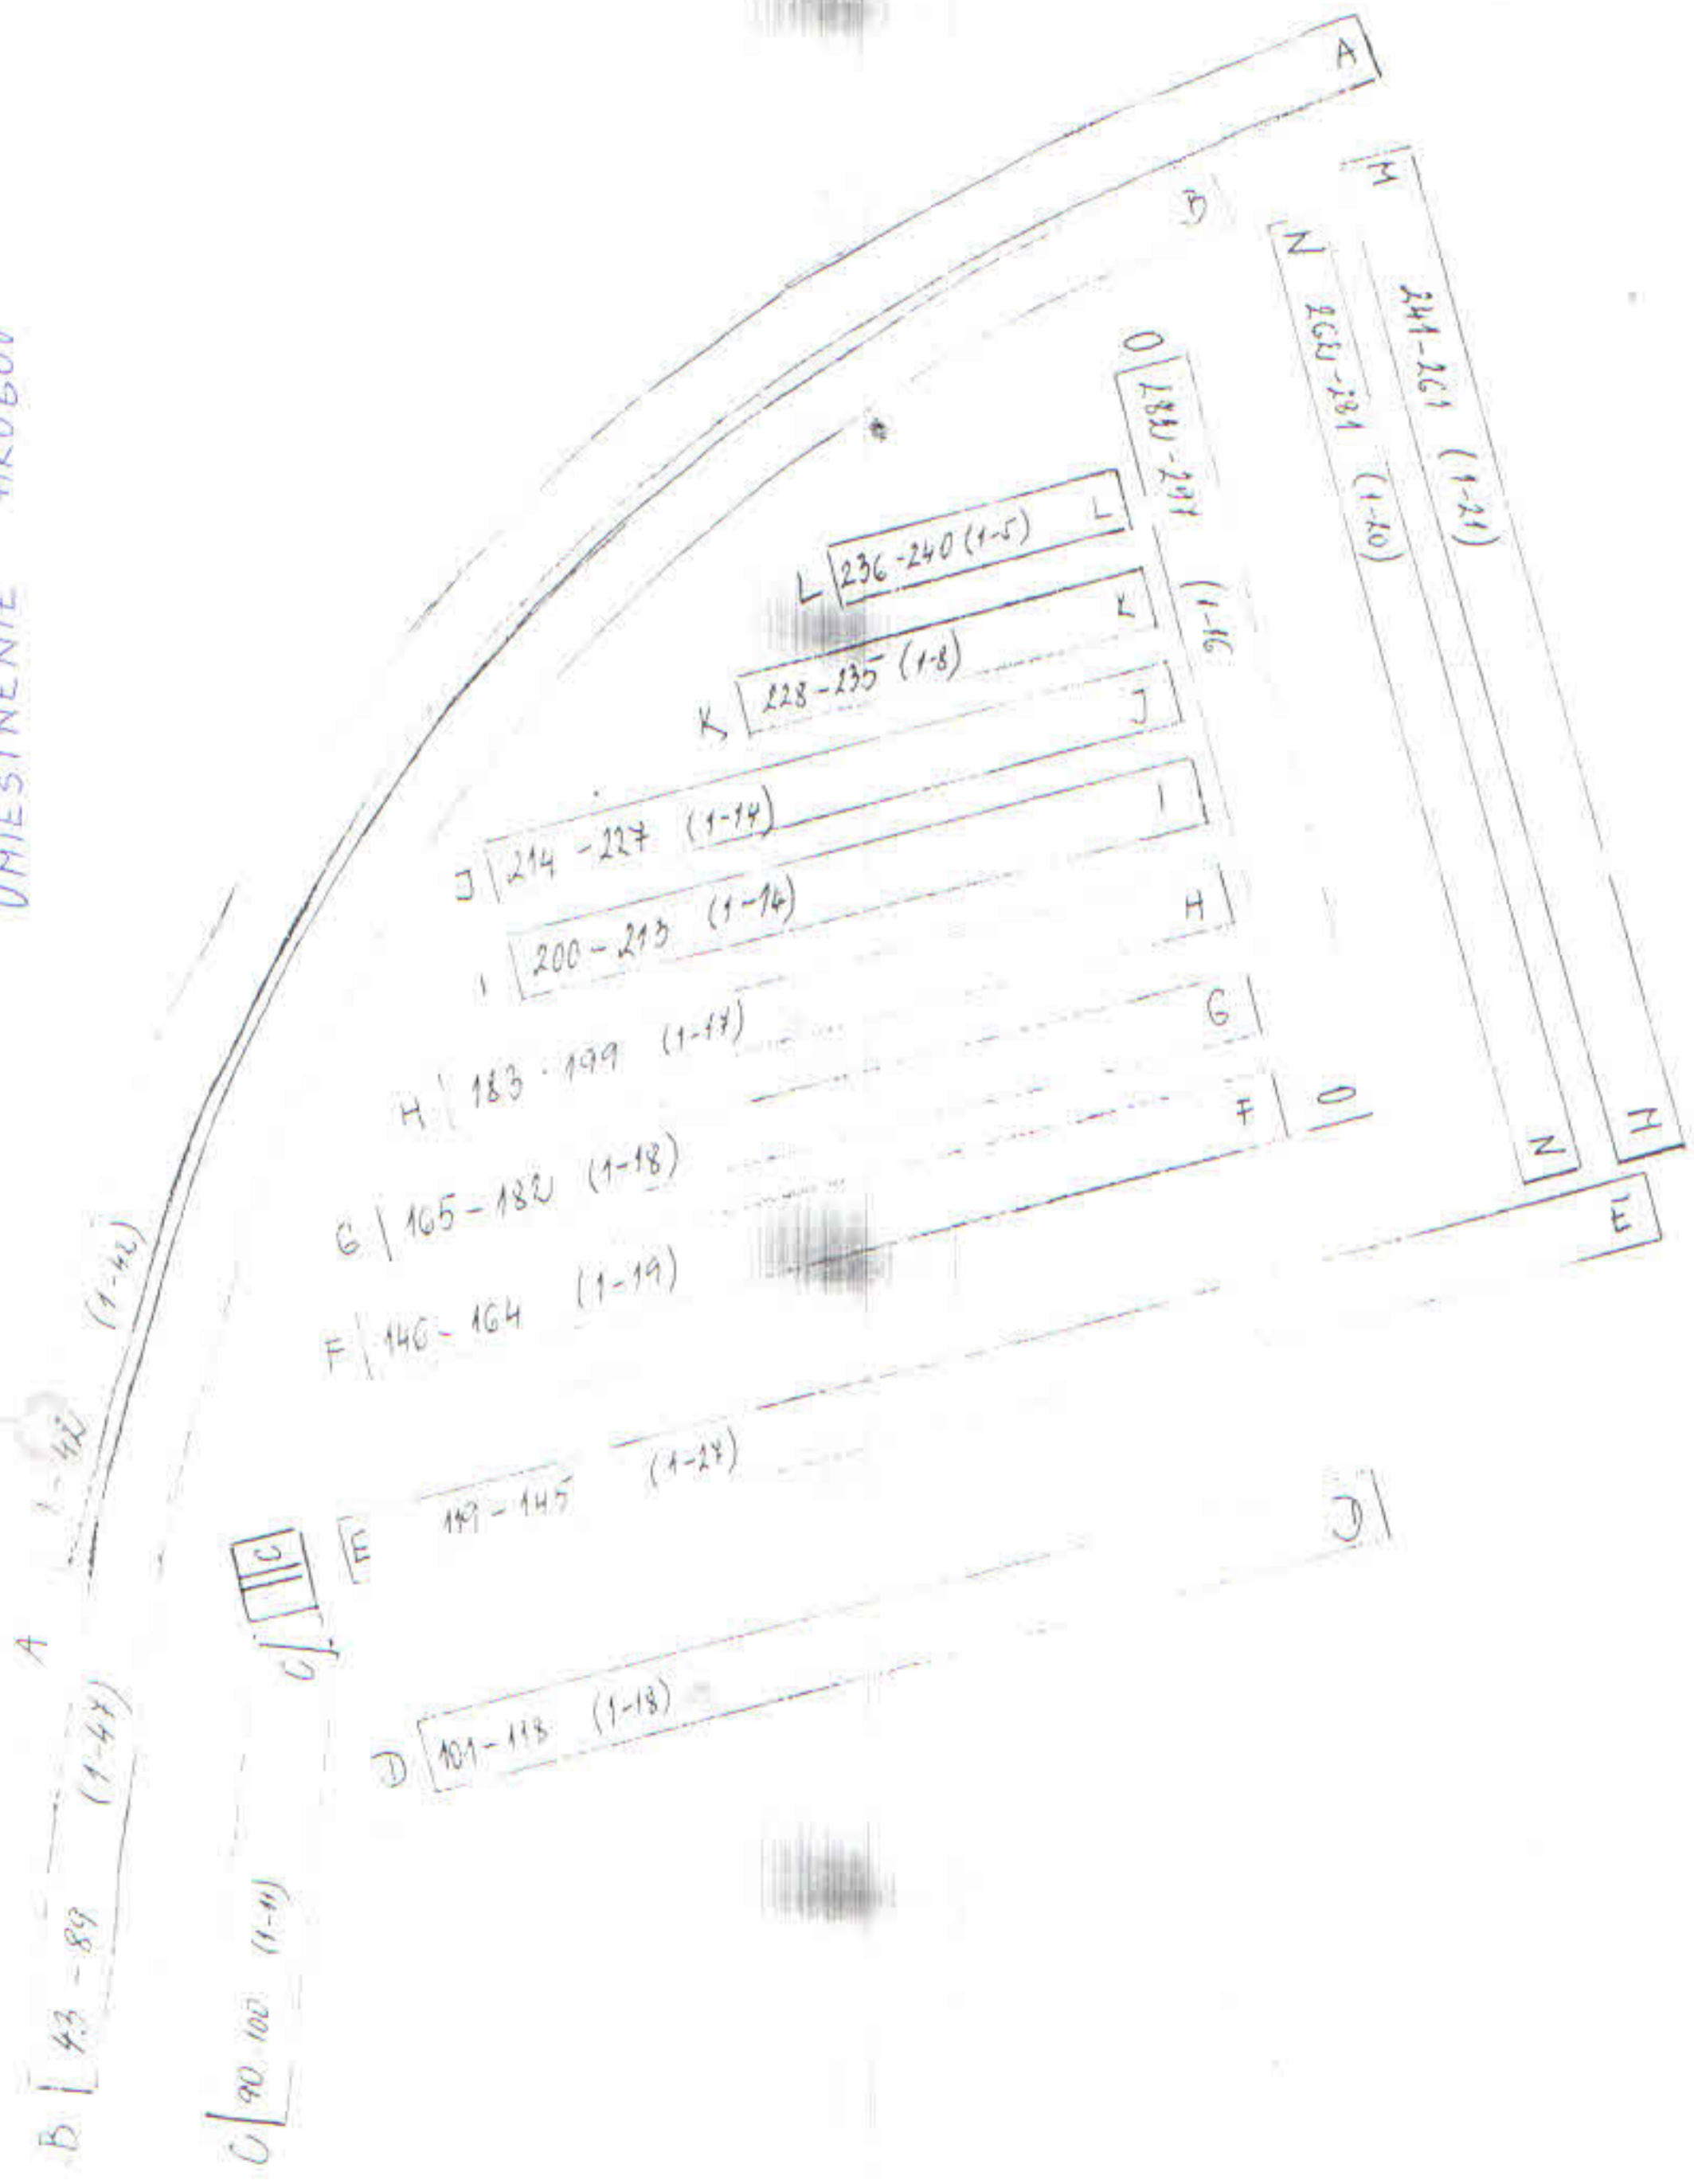 UMIESTNENIE HROBOV
A
B
M
241-261 (1-21)
N
262-281 (1-20)
O
282-297 (1-16
L 236-240 (1-5) L
K 228-235 (1-8) K
J 214-227 (1-14) J
I 200-213 (1-14) I
H 183-199 (1-17) H
G 165-182 (1-18) G
F 146-164 (1-19) F
O
N
M
E 119-145 (1-27) E
D 101-118 (1-18) D
A 1-42 (1-42)
B 43-89 (1-47)
C 90-100 (1-11) C
C